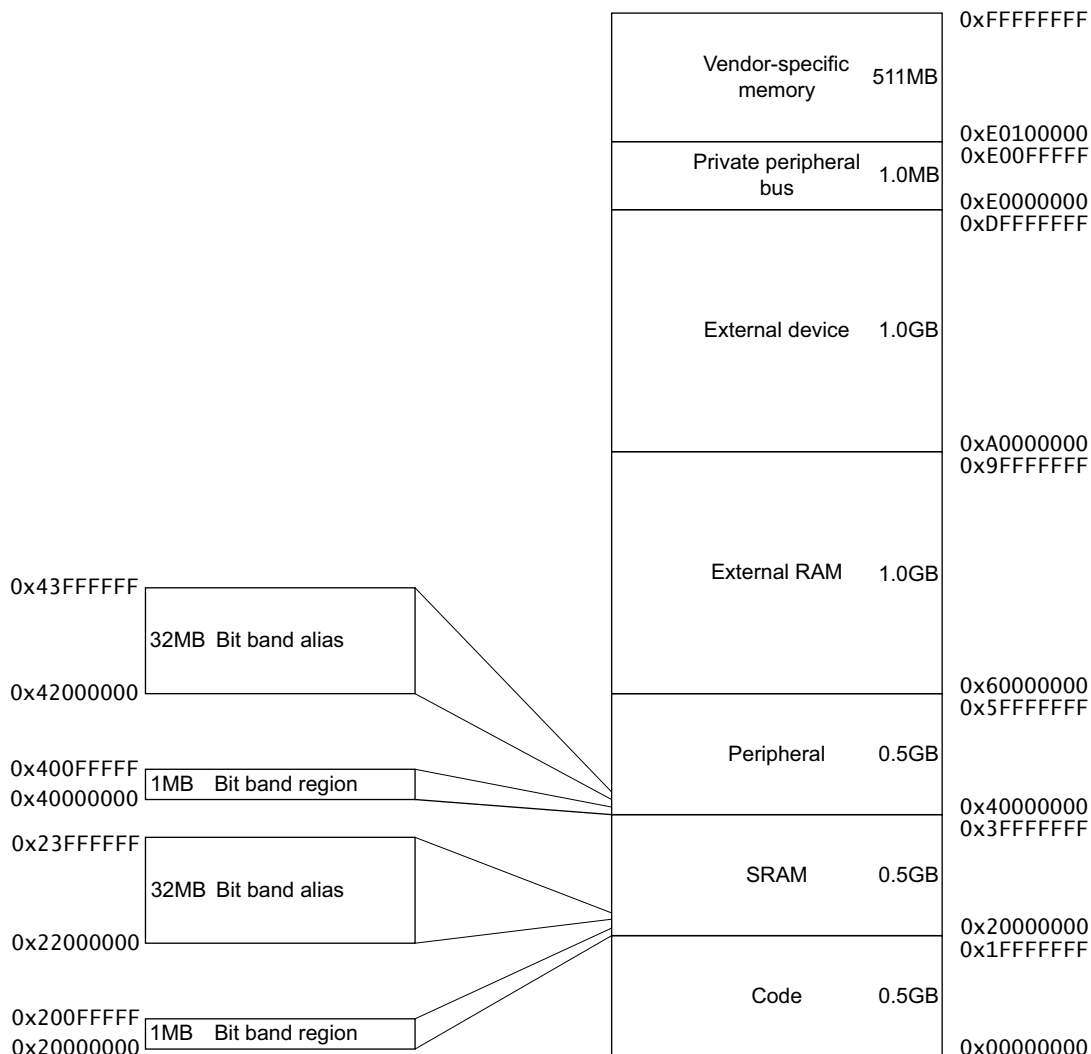 0xFFFFFFFF
Vendor-specific
memory
511MB
0xE0100000
0xE00FFFFF
Private peripheral
bus
1.0MB
0xE0000000
0xDFFFFFFF
External device 1.0GB
0xA0000000
0x9FFFFFFF
External RAM 1.0GB
0x60000000
0x5FFFFFFF
Peripheral 0.5GB
0x40000000
0x3FFFFFFF
SRAM 0.5GB
0x20000000
0x1FFFFFFF
Code 0.5GB
0x00000000
0x43FFFFFF
32MB Bit band alias
0x42000000
0x400FFFFF
1MB Bit band region
0x40000000
0x23FFFFFF
32MB Bit band alias
0x22000000
0x200FFFFF
1MB Bit band region
0x20000000